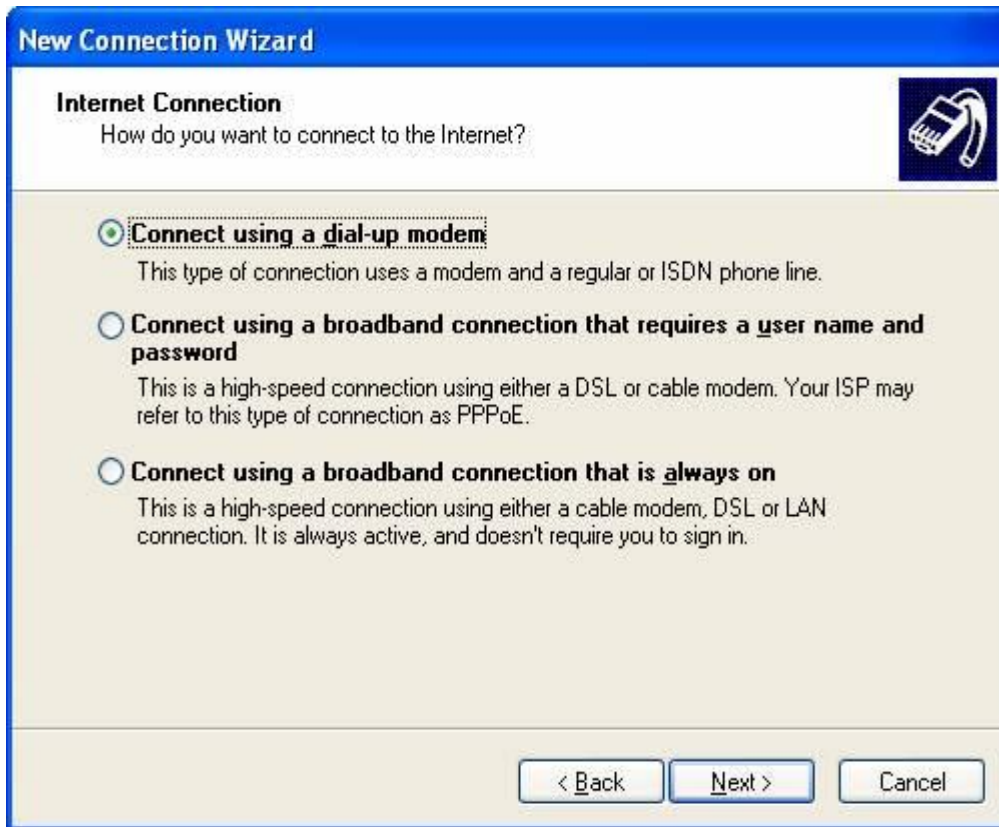 New Connection Wizard
Internet Connection
How do you want to connect to the Internet?
Connect using a dial-up modem
This type of connection uses a modem and a regular or ISDN phone line.
Connect using a broadband connection that requires a user name and
password
This is a high-speed connection using either a DSL or cable modem. Your ISP may
refer to this type of connection as PPPoE.
Connect using a broadband connection that is always on
This is a high-speed connection using either a cable modem, DSL or LAN
connection. It is always active, and doesn't require you to sign in.
< Back Next > Cancel